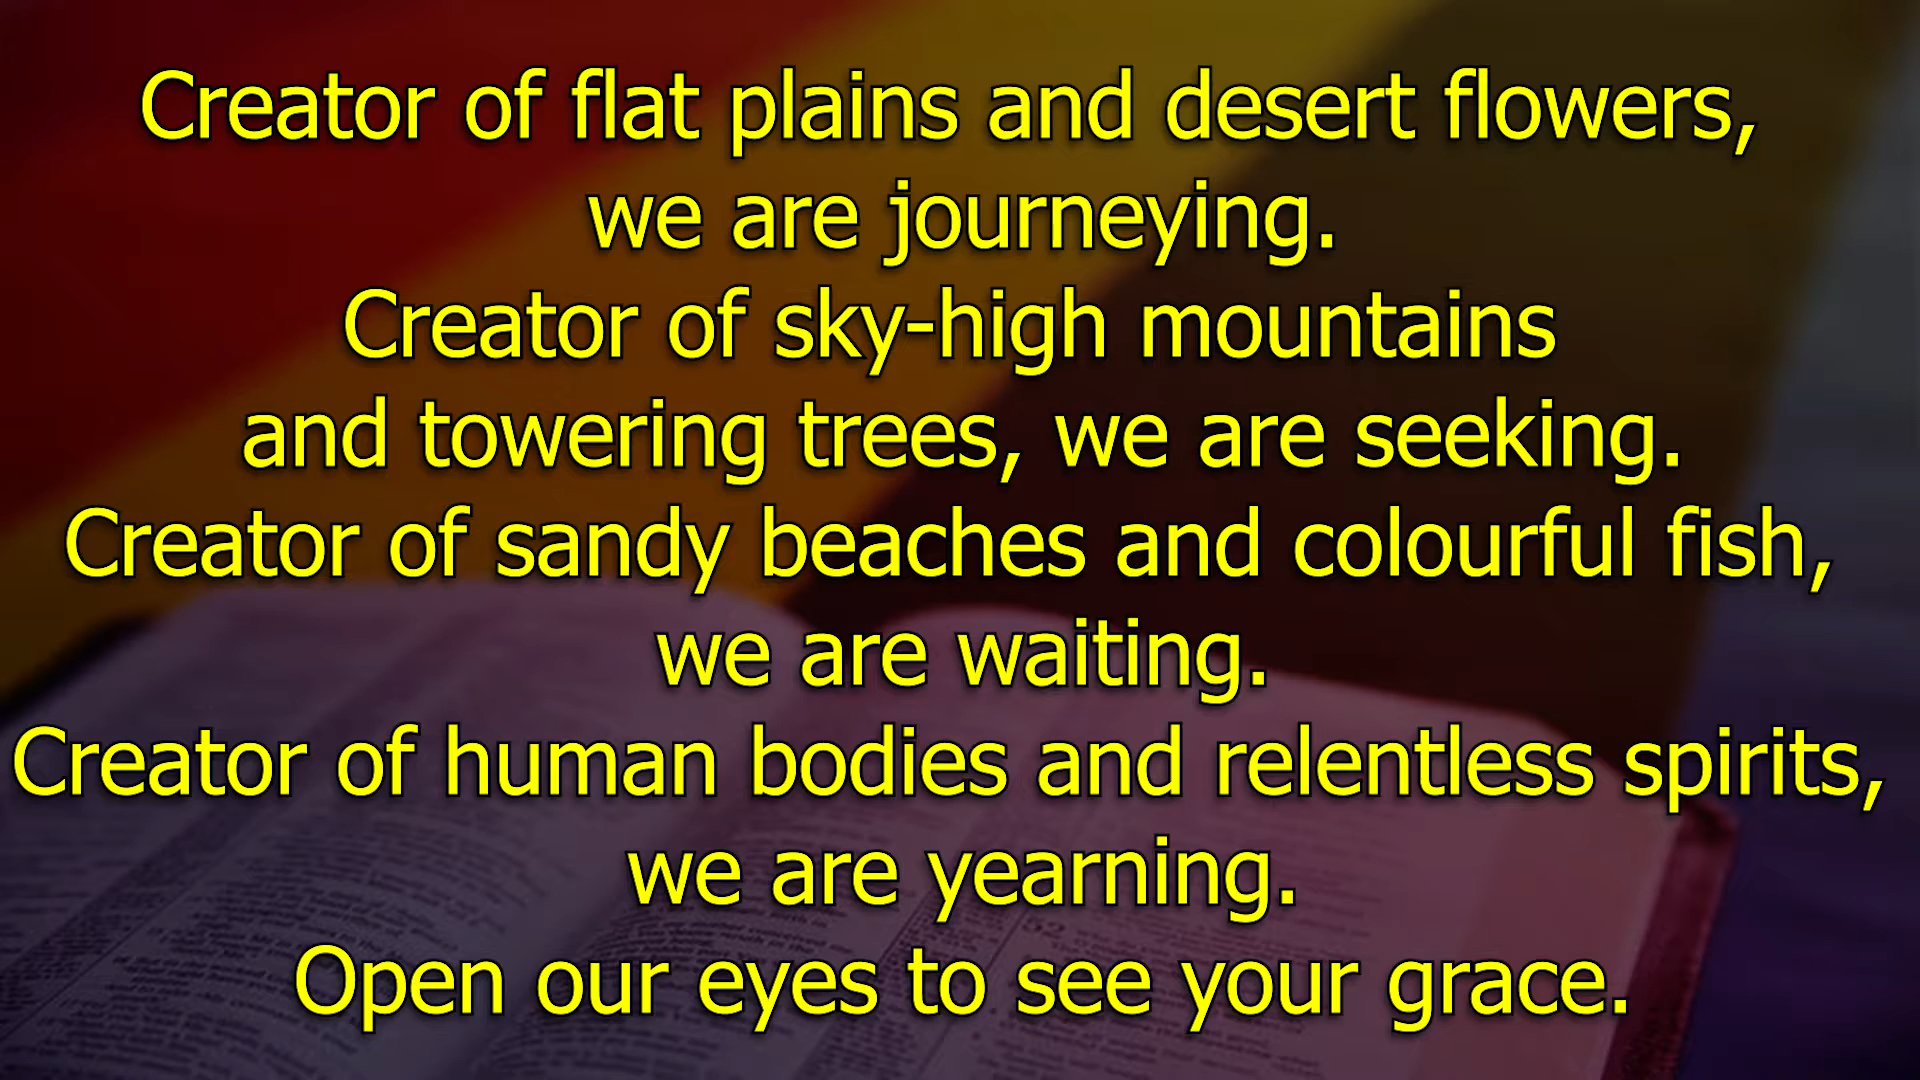 Creator of flat plains and desert flowers,
we are journeying.
Creator of sky-high mountains
and towering trees, we are seeking.
Creator of sandy beaches and colourful fish,
we are waiting.
Creator of human bodies and relentless spirits,
we are yearning.
Open our eyes to see your grace.